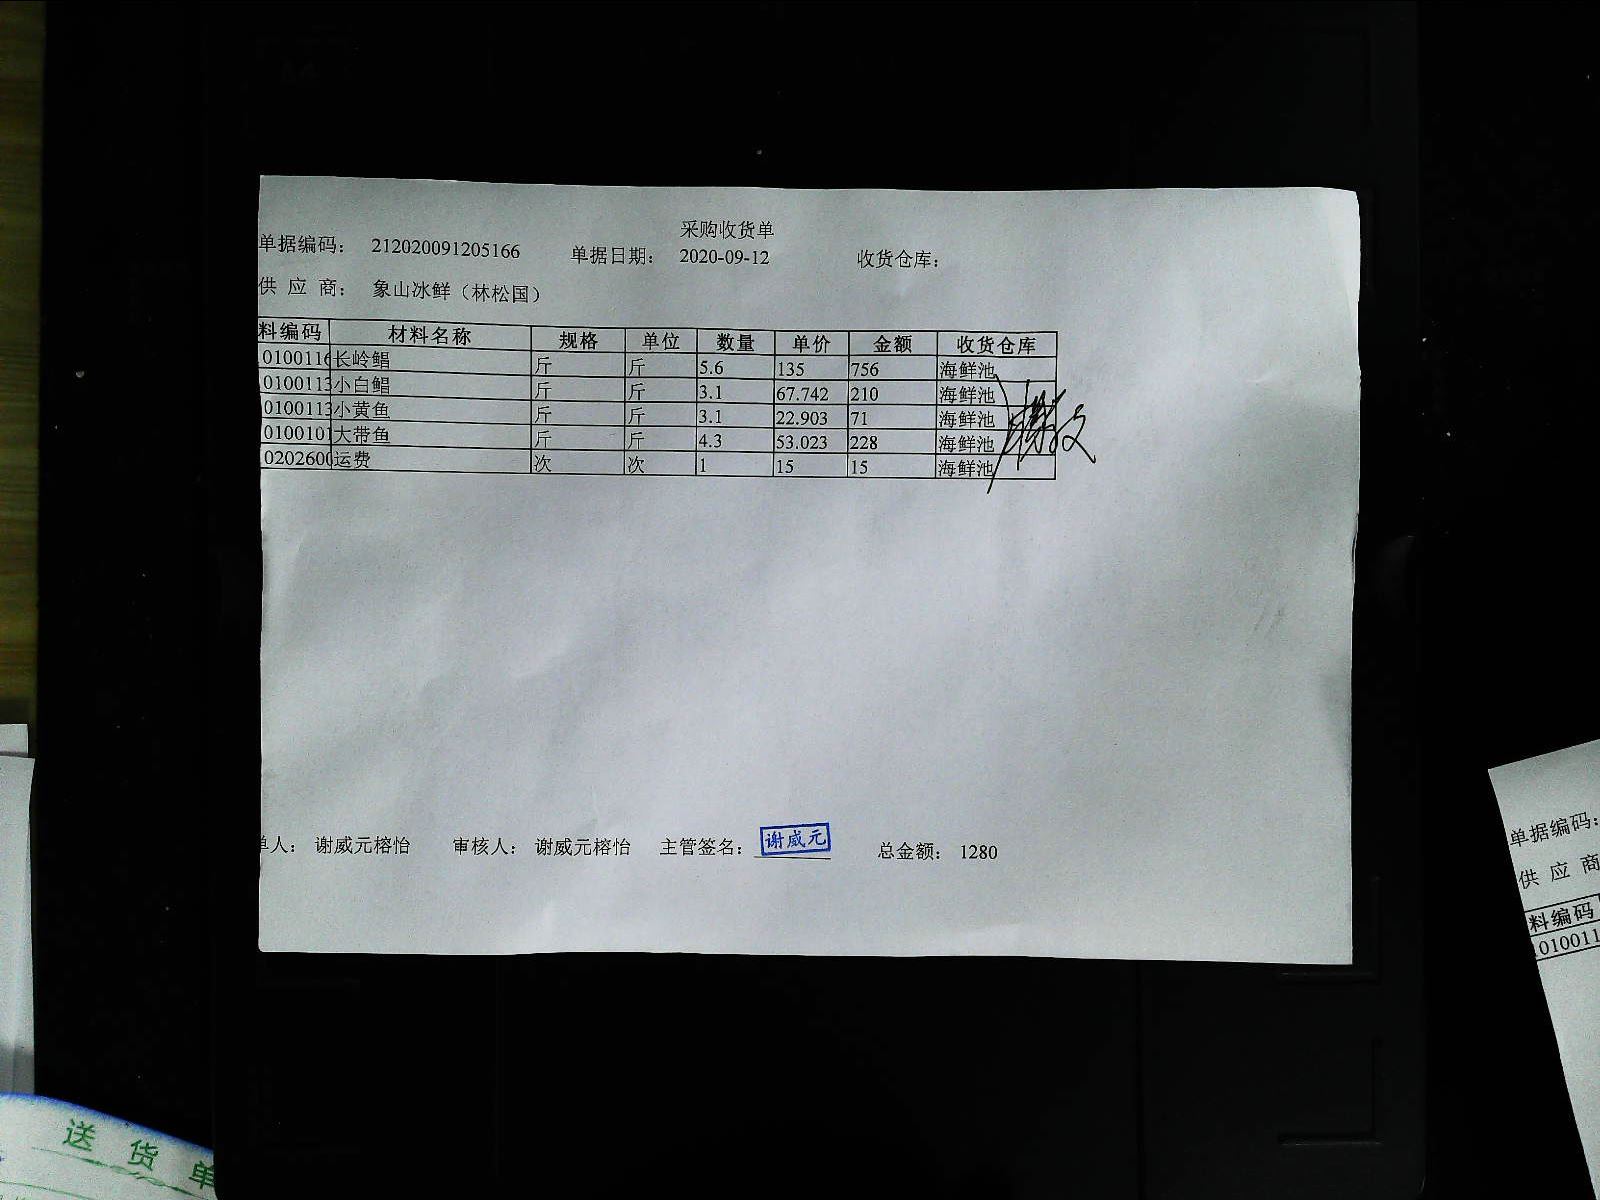 采购收货单
单据编码： 212020091205166 单据日期： 2020-09-12 收货仓库：
供 应 商： 象山冰鲜（林松国）
料编码 材料名称 规格 单位 数量 单价 金额 收货仓库
0100116 长岭鲳 斤 斤 5.6 135 756 海鲜池
0100113 小白鲳 斤 斤 3.1 67.742 210 海鲜池
0100113 小黄鱼 斤 斤 3.1 22.903 71 海鲜池
0100101 大带鱼 斤 斤 4.3 53.023 228 海鲜池
0202600 运费 次 次 1 15 15 海鲜池
单人： 谢威元榕怡 审核人： 谢威元榕怡 主管签名： 谢威元 总金额： 1280
单据编码：
供 应 商
料编码
010011
送货单